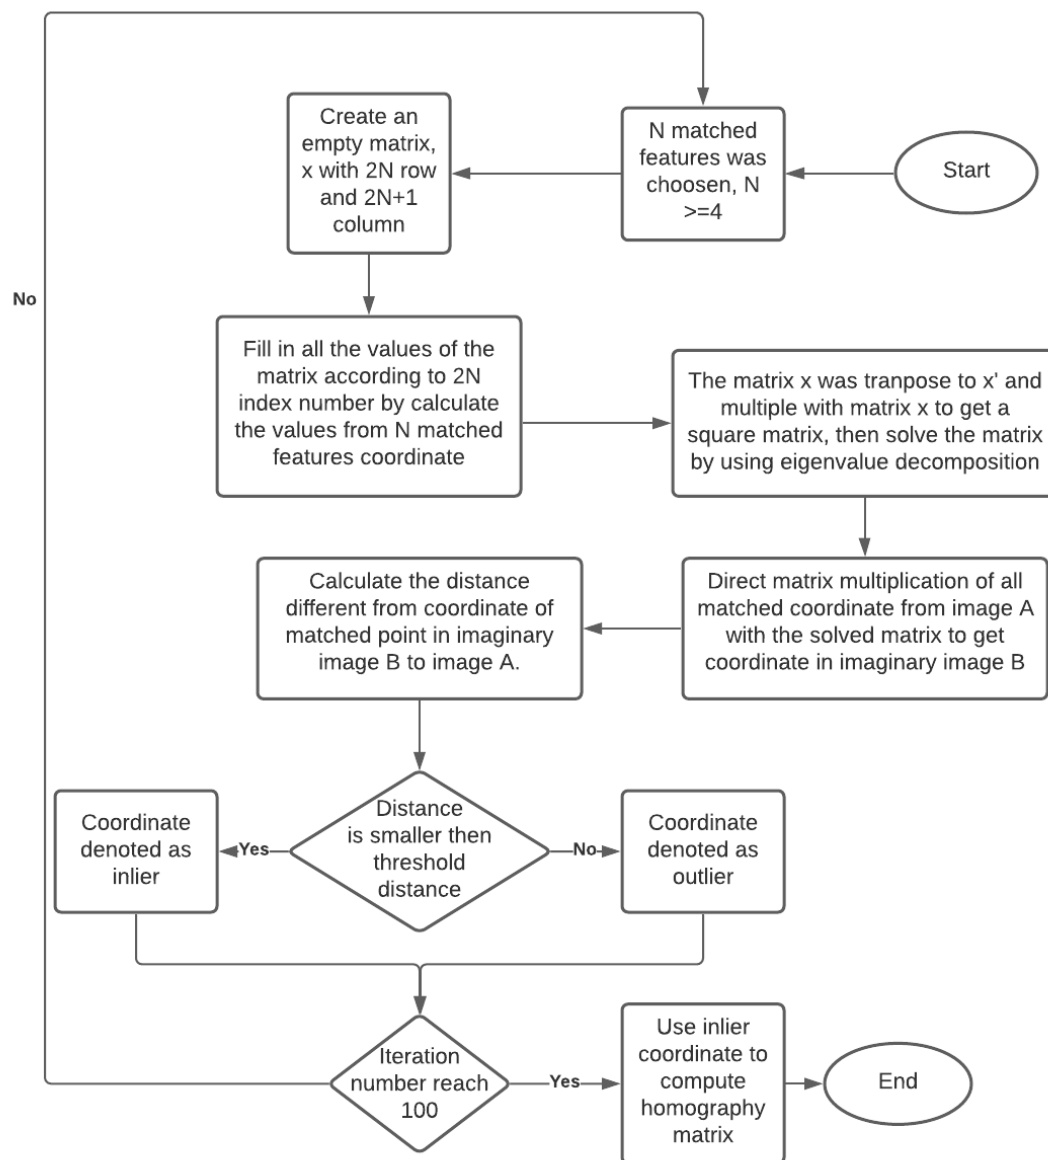 Start
N matched
features was
choosen, N
>=4
Create an
empty matrix,
x with 2N row
and 2N+1
column
No
Fill in all the values of the
matrix according to 2N
index number by calculate
the values from N matched
features coordinate
The matrix x was tranpose to x' and
multiple with matrix x to get a
square matrix, then solve the matrix
by using eigenvalue decomposition
Direct matrix multiplication of all
matched coordinate from image A
with the solved matrix to get
coordinate in imaginary image B
Calculate the distance
different from coordinate of
matched point in imaginary
image B to image A.
Distance
is smaller then
threshold
distance
Yes
Coordinate
denoted as
inlier
No
Coordinate
denoted as
outlier
Iteration
number reach
100
Yes
Use inlier
coordinate to
compute
homography
matrix
End